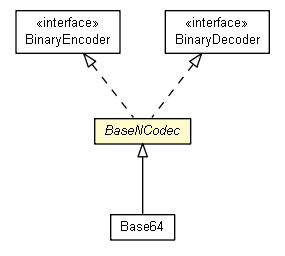 «interface»
BinaryEncoder
«interface»
BinaryDecoder
BaseNCodec
Base64